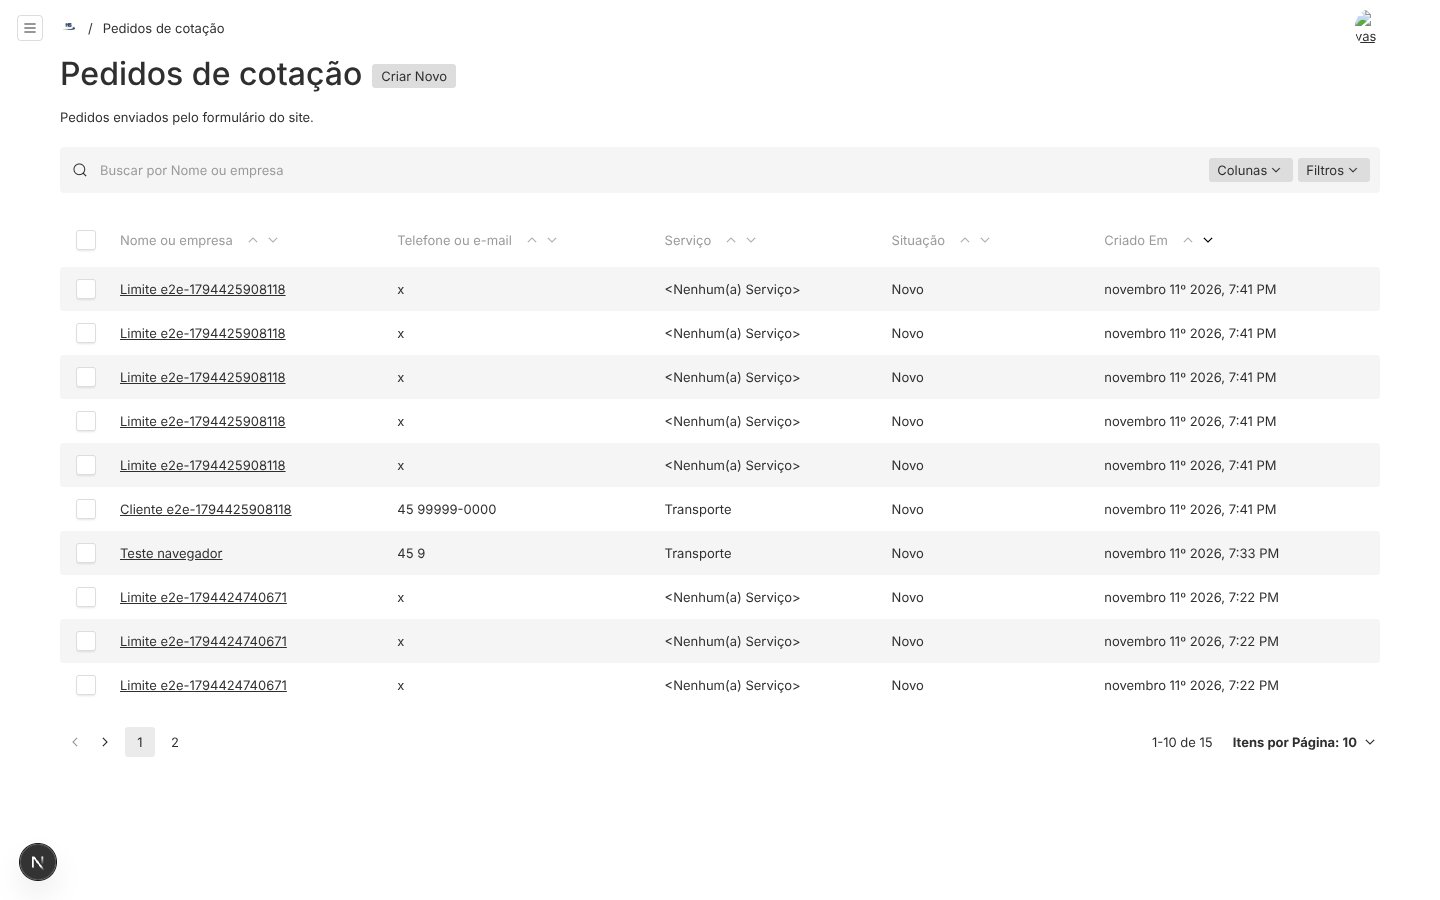 / Pedidos de cotação
vas
Pedidos de cotação Criar Novo
Pedidos enviados pelo formulário do site.
Buscar por Nome ou empresa Colunas Filtros
Nome ou empresa Telefone ou e-mail Serviço Situação Criado Em
Limite e2e-1794425908118 x <Nenhum(a) Serviço> Novo novembro 11º 2026, 7:41 PM
Limite e2e-1794425908118 x <Nenhum(a) Serviço> Novo novembro 11º 2026, 7:41 PM
Limite e2e-1794425908118 x <Nenhum(a) Serviço> Novo novembro 11º 2026, 7:41 PM
Limite e2e-1794425908118 x <Nenhum(a) Serviço> Novo novembro 11º 2026, 7:41 PM
Limite e2e-1794425908118 x <Nenhum(a) Serviço> Novo novembro 11º 2026, 7:41 PM
Cliente e2e-1794425908118 45 99999-0000 Transporte Novo novembro 11º 2026, 7:41 PM
Teste navegador 45 9 Transporte Novo novembro 11º 2026, 7:33 PM
Limite e2e-1794424740671 x <Nenhum(a) Serviço> Novo novembro 11º 2026, 7:22 PM
Limite e2e-1794424740671 x <Nenhum(a) Serviço> Novo novembro 11º 2026, 7:22 PM
Limite e2e-1794424740671 x <Nenhum(a) Serviço> Novo novembro 11º 2026, 7:22 PM
1 2 1-10 de 15 Itens por Página: 10
N